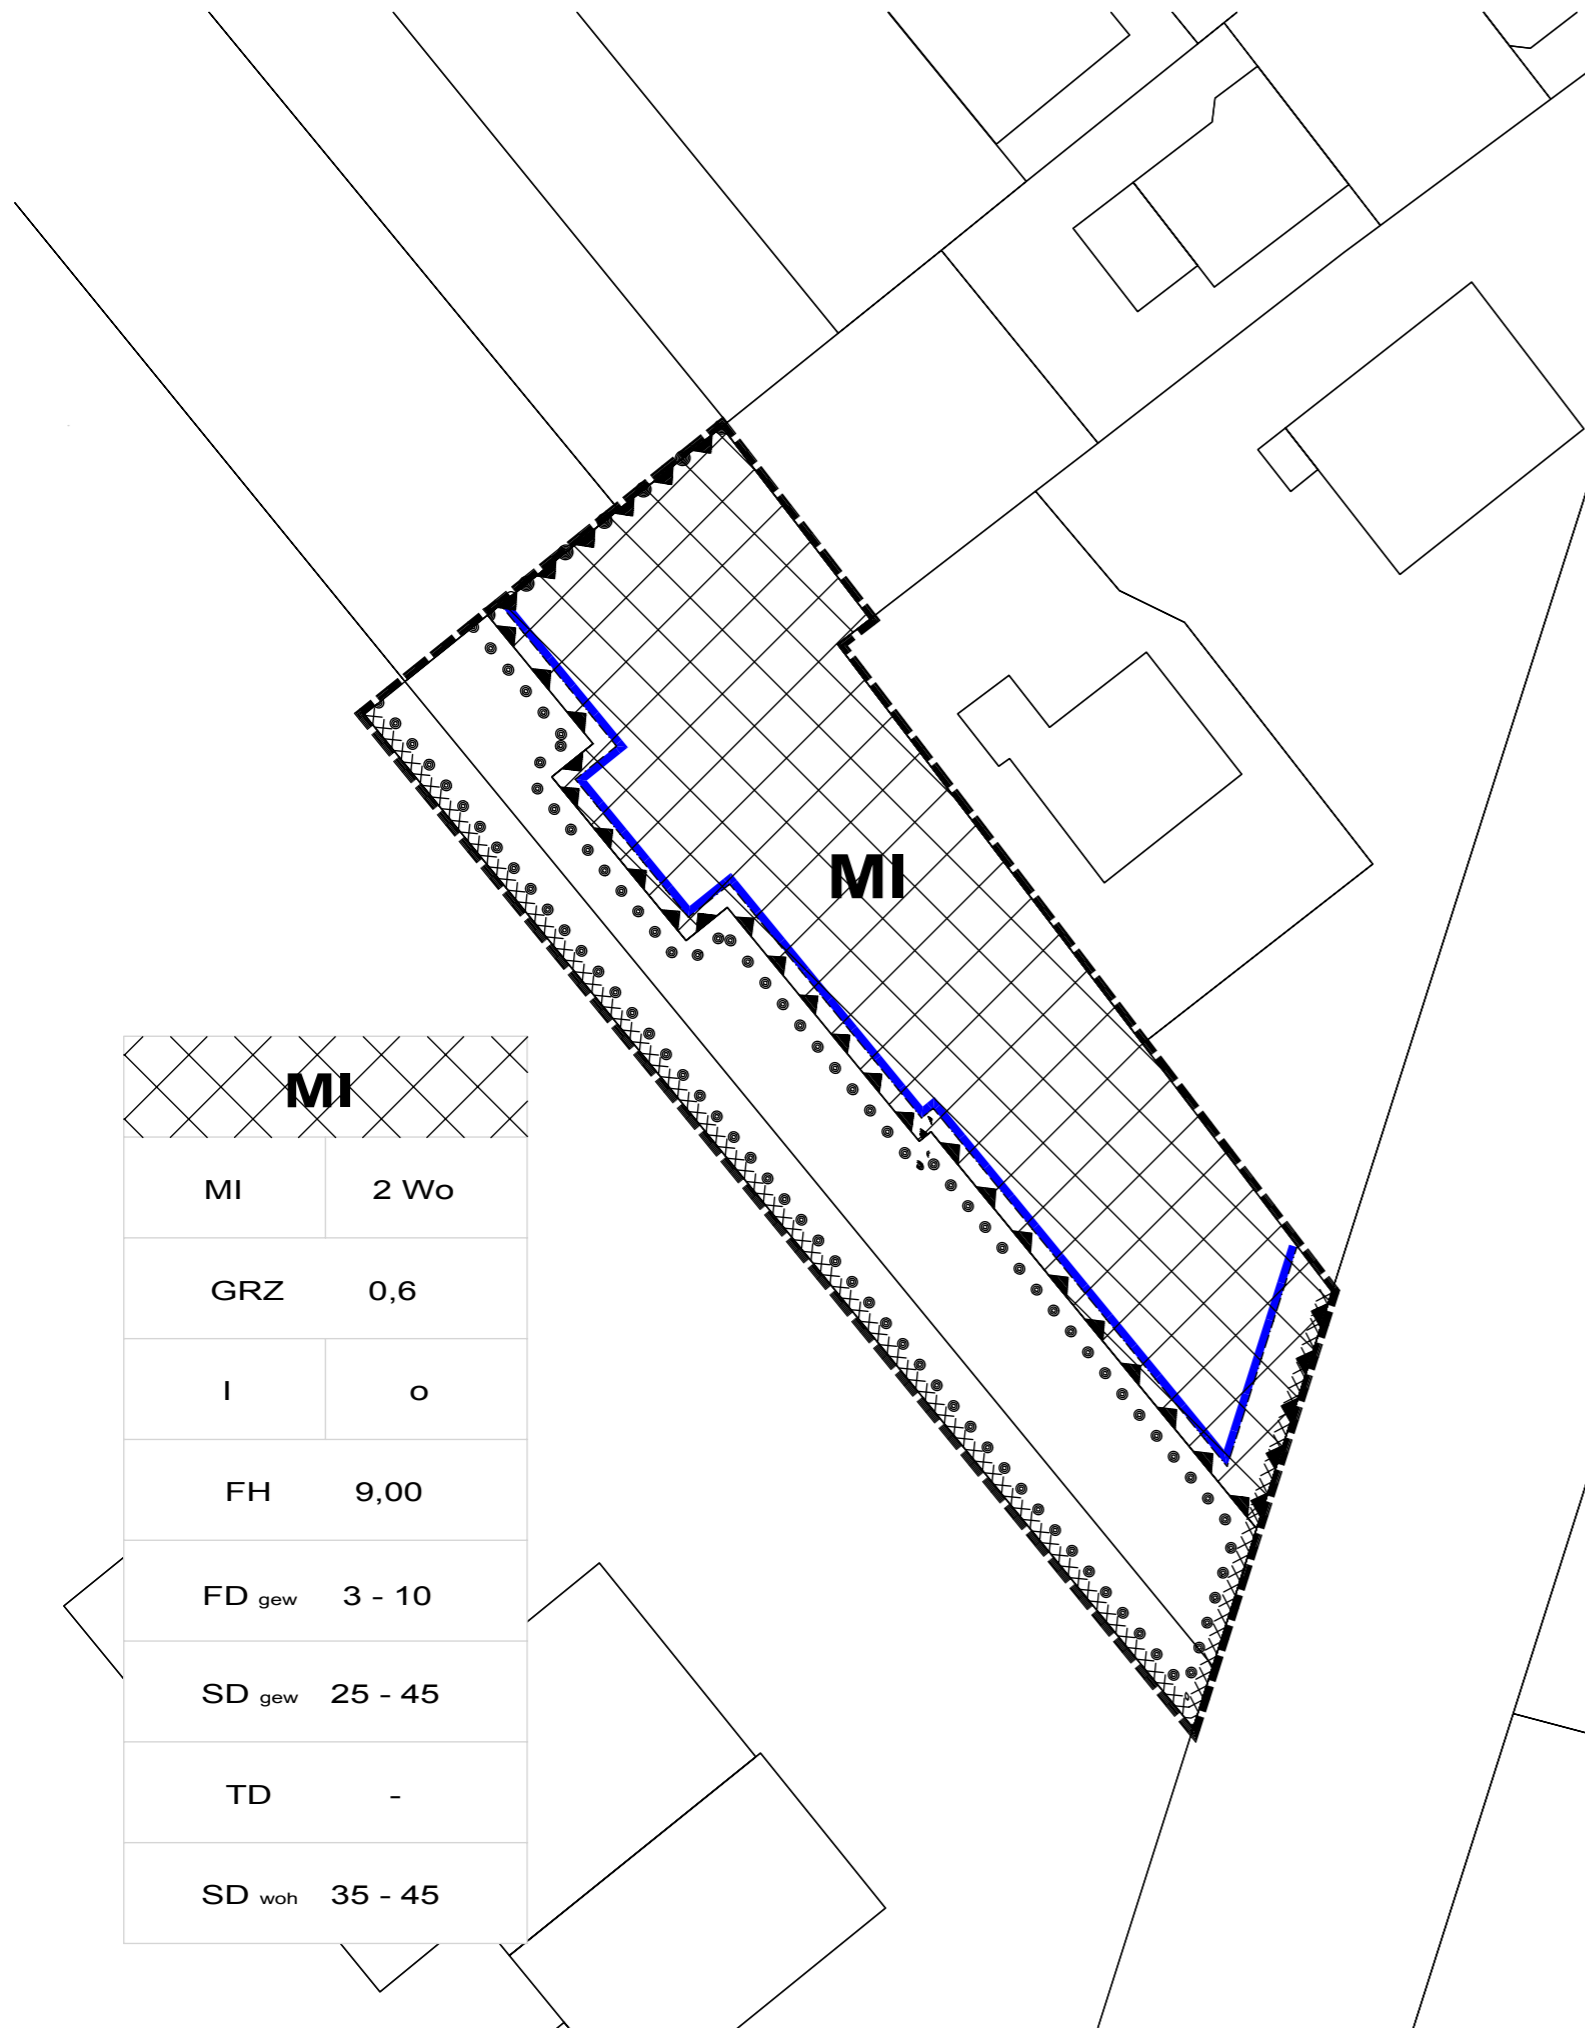 MI
MI
MI 2 Wo
GRZ 0,6
I o
FH 9,00
FD gew 3 - 10
SD gew 25 - 45
TD -
SD woh 35 - 45